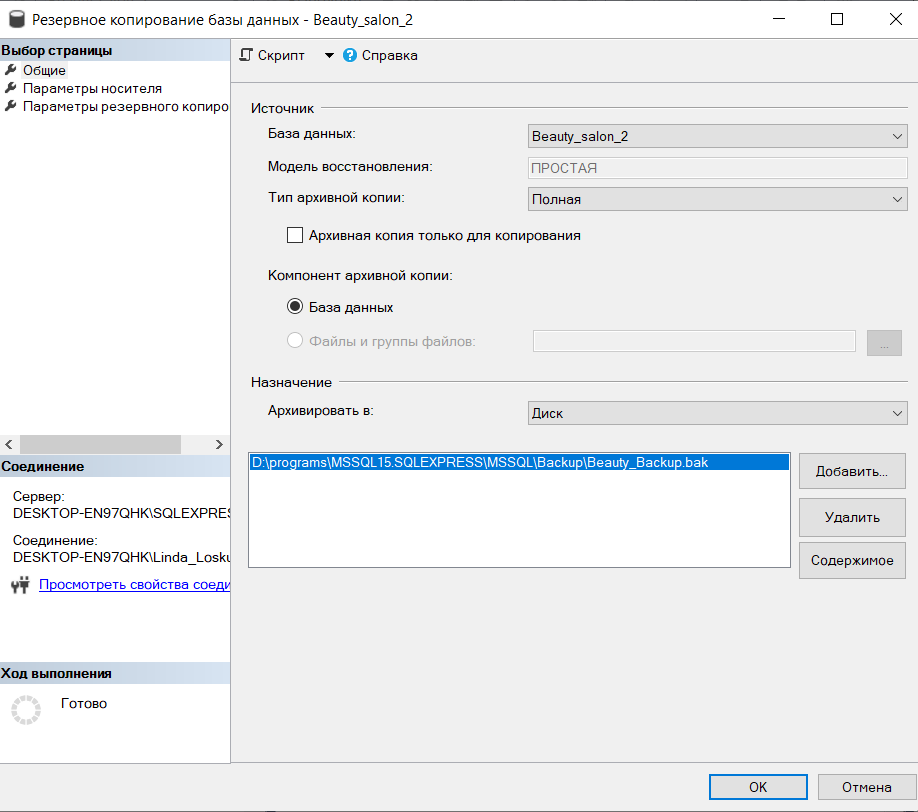 Резервное копирование базы данных - Beauty_salon_2
Выбор страницы
Общие
Параметры носителя
Параметры резервного копиро
Соединение
Сервер:
DESKTOP-EN97QHK\SQLEXPRES
Соединение:
DESKTOP-EN97QHK\Linda_Losku
Просмотреть свойства соеди
Ход выполнения
Готово
Скрипт
Справка
Источник
База данных:
Beauty_salon_2
Модель восстановления:
ПРОСТАЯ
Тип архивной копии:
Полная
Архивная копия только для копирования
Компонент архивной копии:
База данных
Файлы и группы файлов:
...
Назначение
Архивировать в:
Диск
D:\programs\MSSQL15.SQLEXPRESS\MSSQL\Backup\Beauty_Backup.bak
Добавить...
Удалить
Содержимое
ОК
Отмена